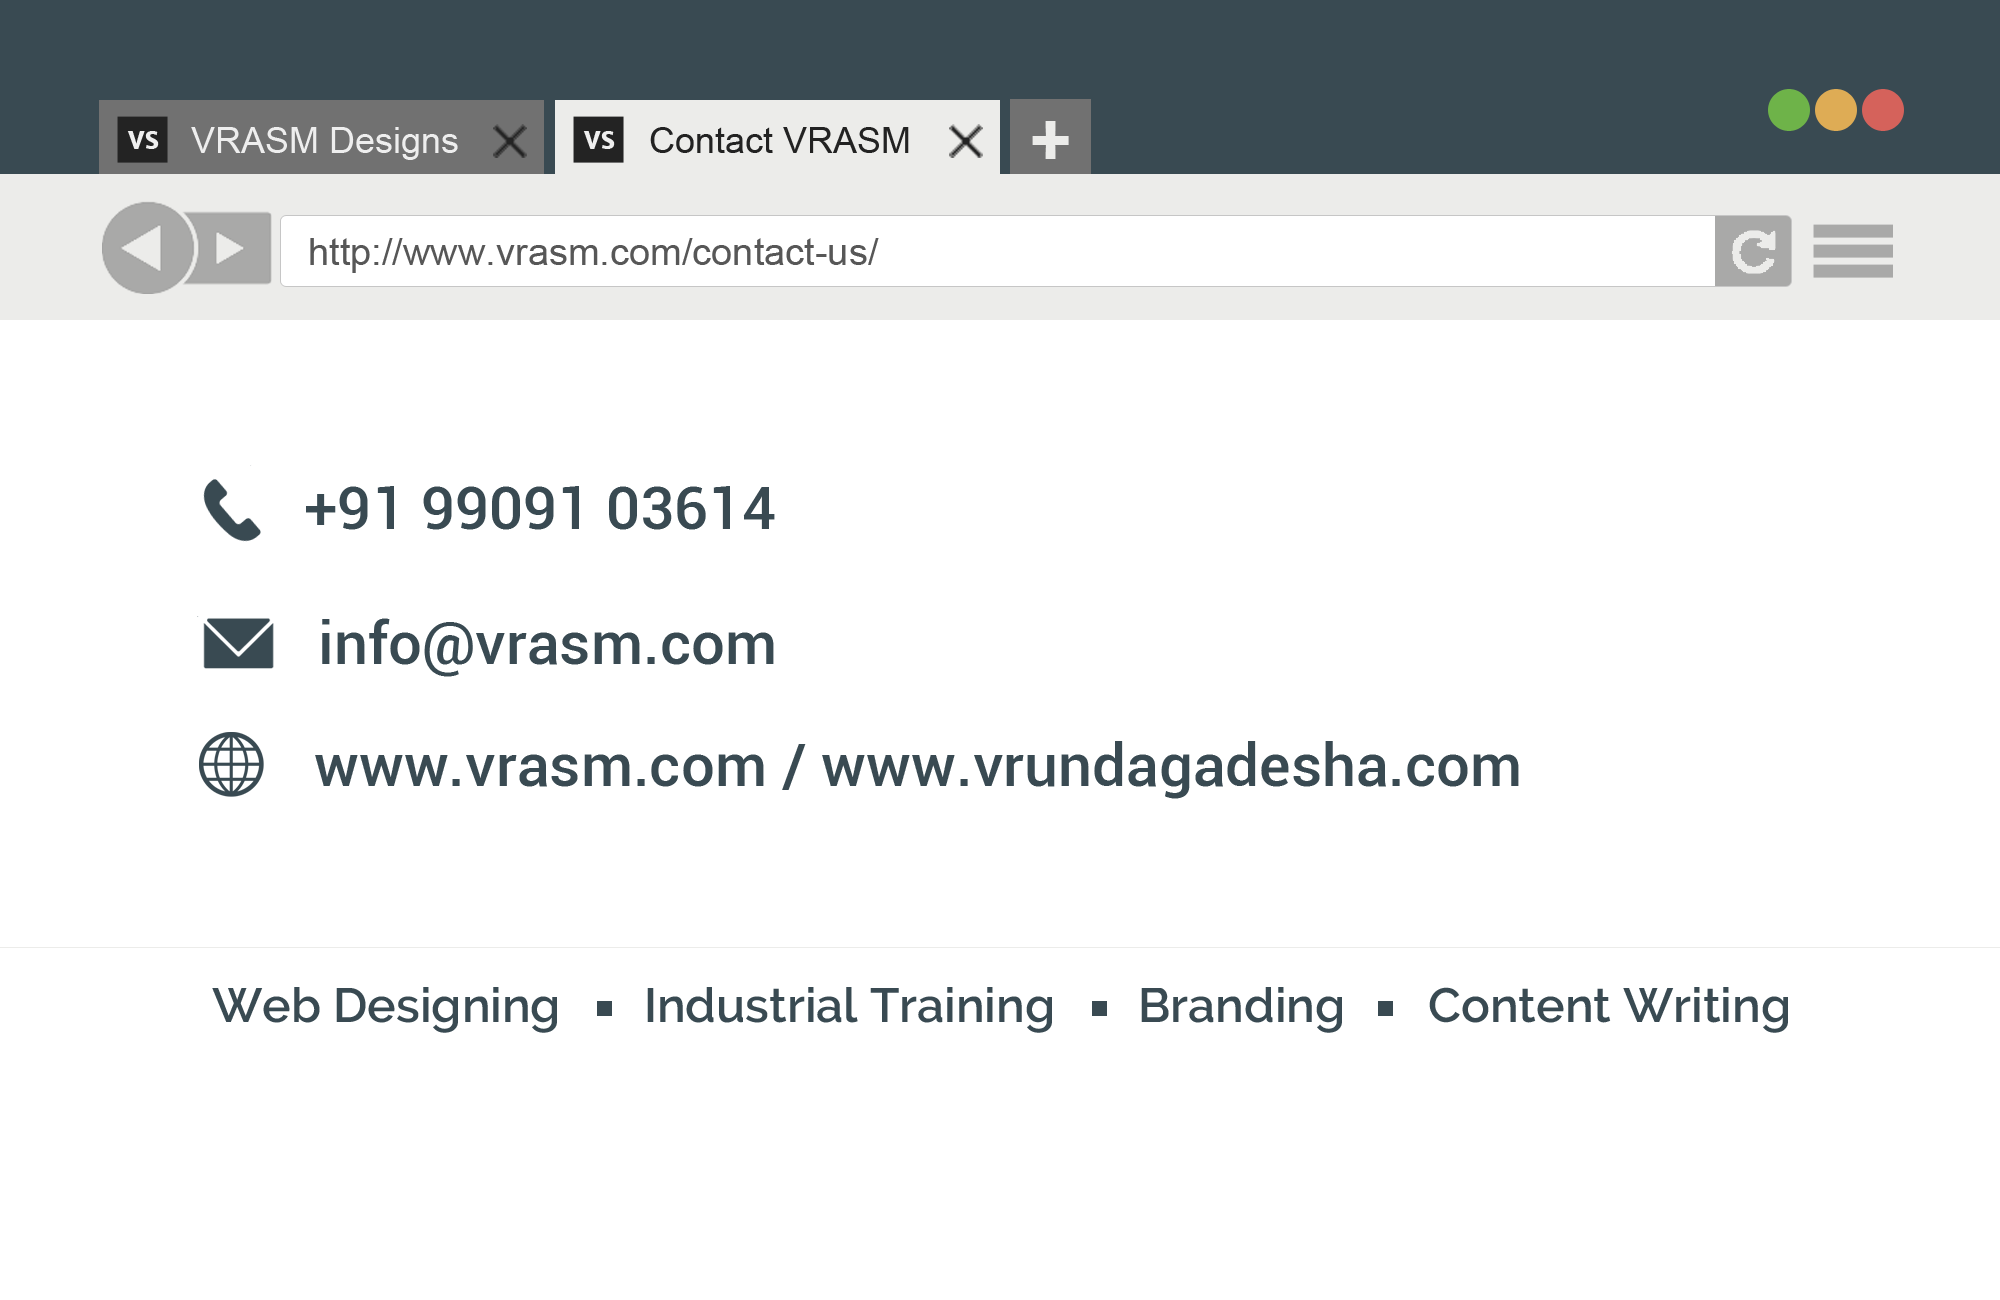 VS VRASM Designs VS Contact VRASM
http://www.vrasm.com/contact-us/
+91 99091 03614
info@vrasm.com
www.vrasm.com / www.vrundagadesha.com
Web Designing ▪ Industrial Training ▪ Branding ▪ Content Writing